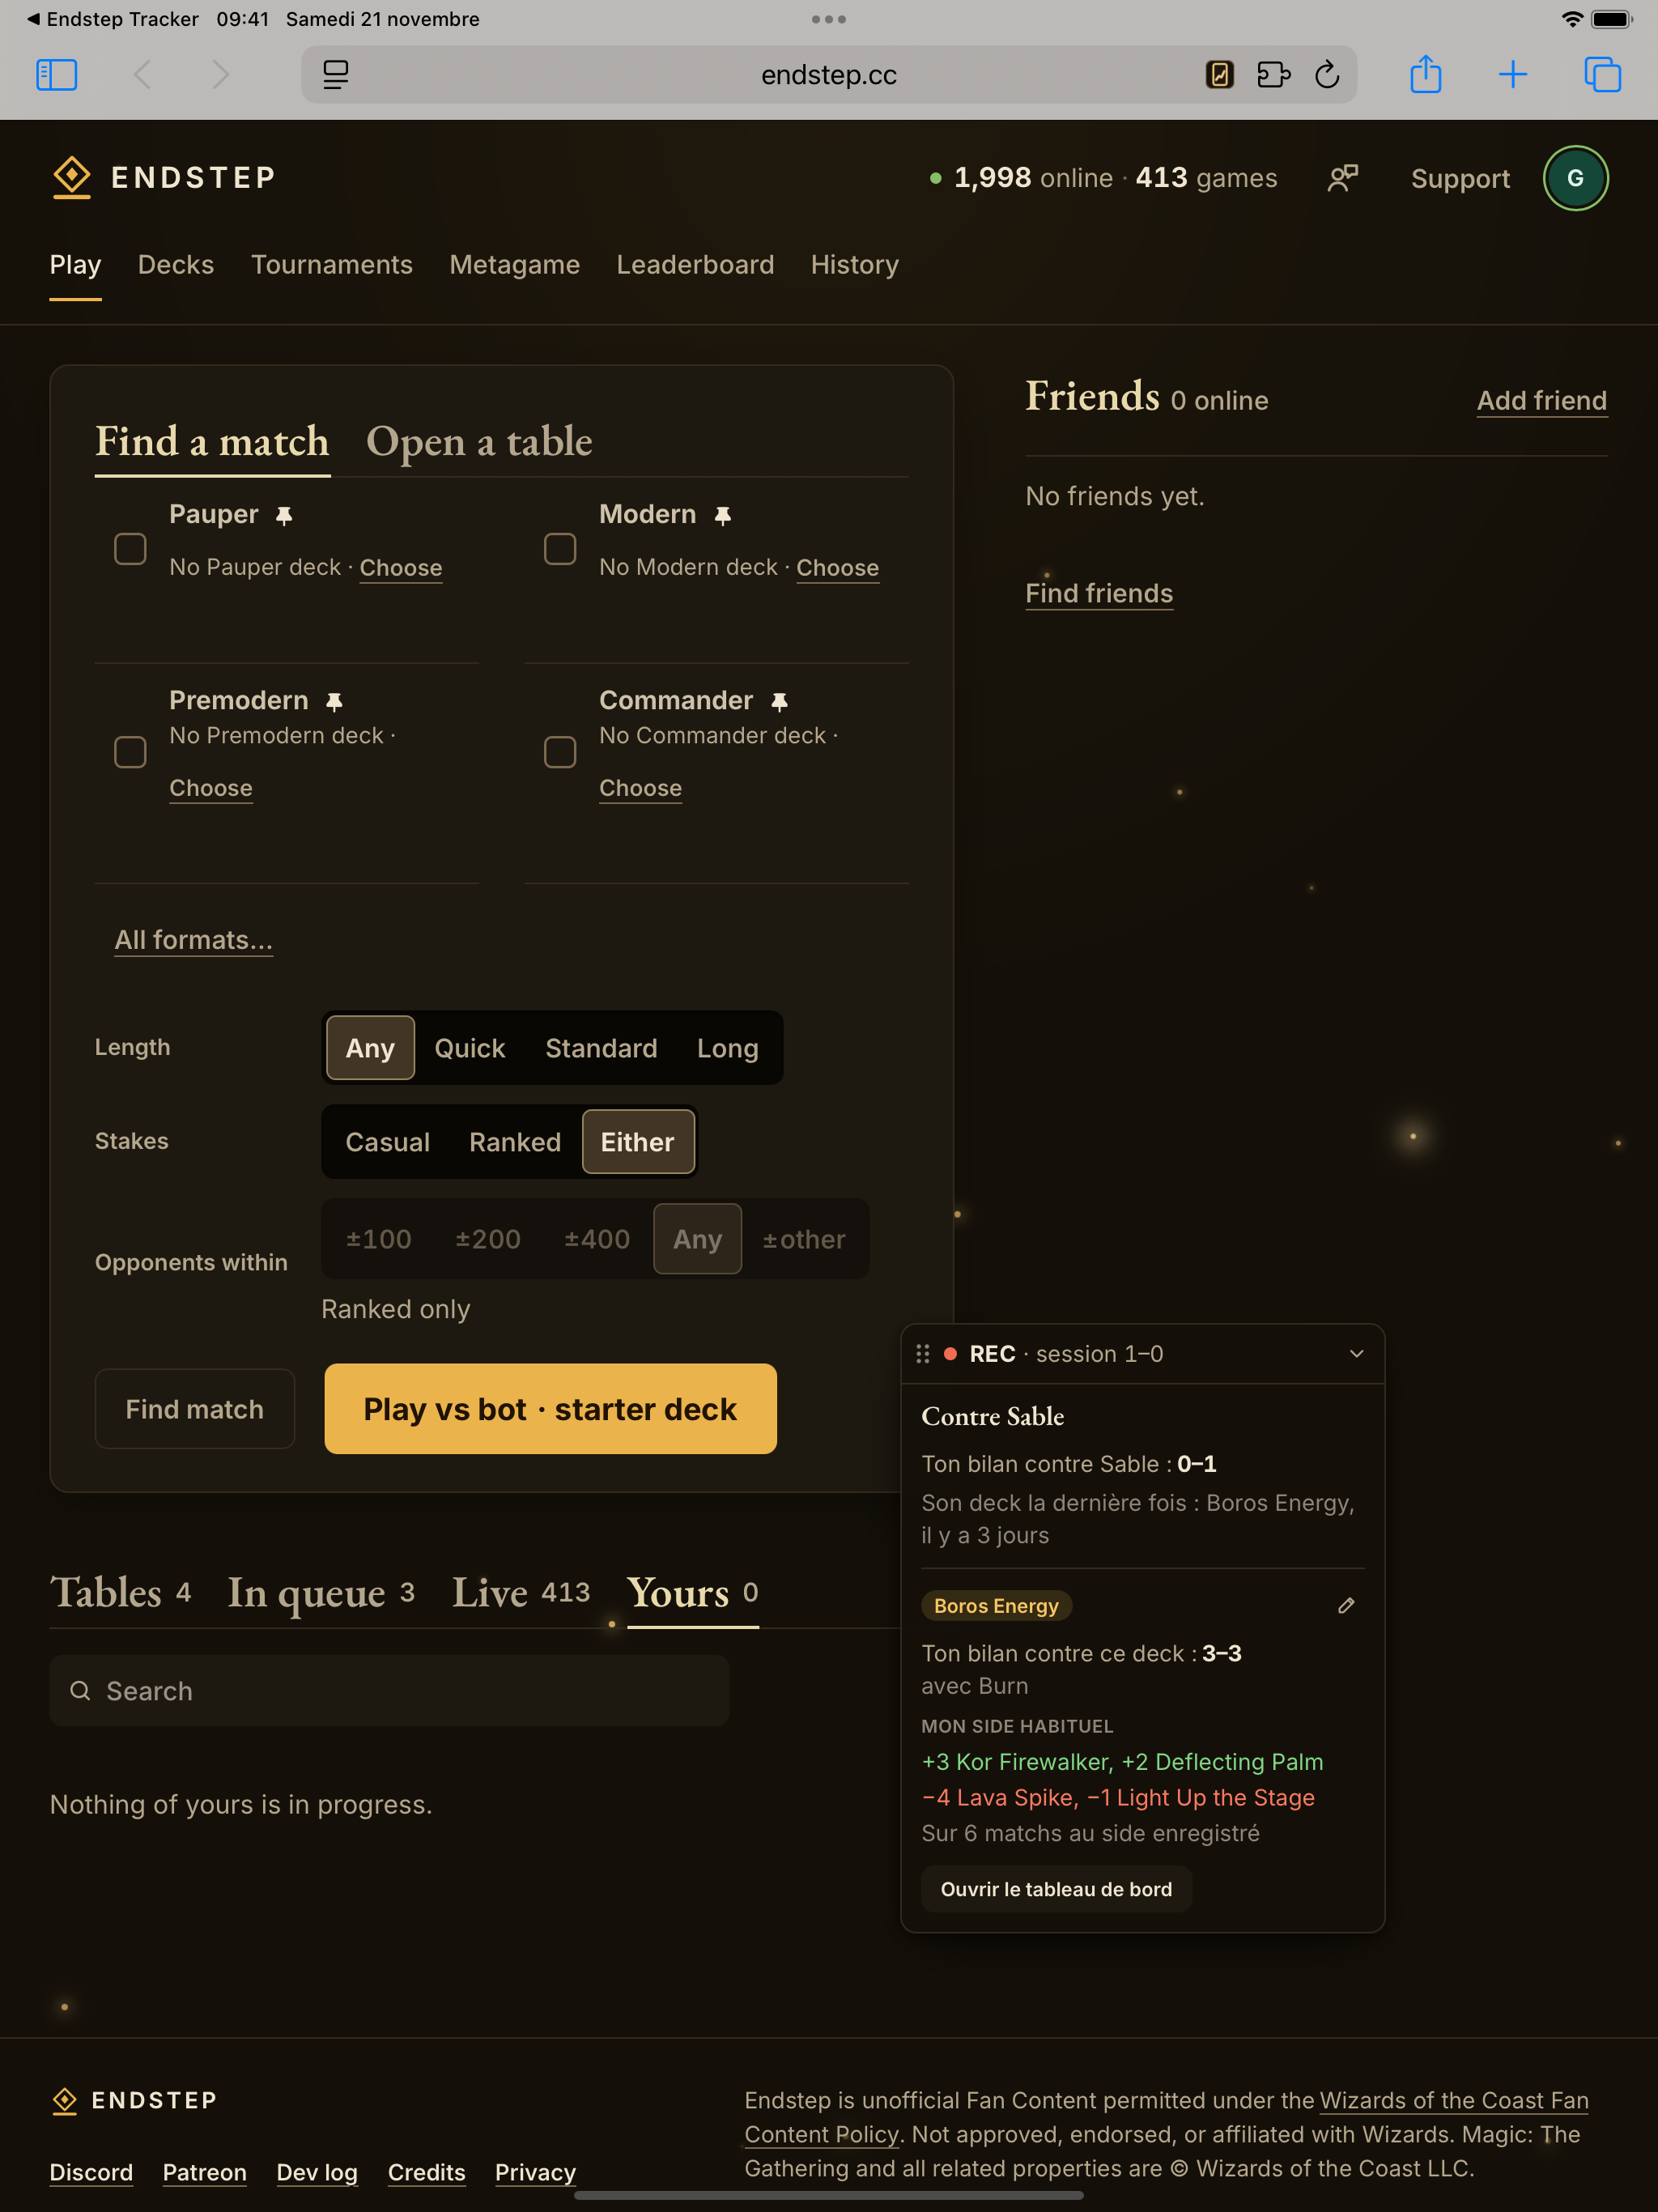 Endstep Tracker 09:41 Samedi 21 novembre
endstep.cc
ENDSTEP
1,998 online · 413 games
Support
G
Play Decks Tournaments Metagame Leaderboard History
Find a match Open a table
Pauper
No Pauper deck · Choose
Modern
No Modern deck · Choose
Premodern
No Premodern deck ·
Choose
Commander
No Commander deck ·
Choose
All formats...
Length
Any Quick Standard Long
Stakes
Casual Ranked Either
Opponents within
±100 ±200 ±400 Any ±other
Ranked only
Find match
Play vs bot · starter deck
Friends 0 online
Add friend
No friends yet.
Find friends
REC · session 1–0
Contre Sable
Ton bilan contre Sable : 0–1
Son deck la dernière fois : Boros Energy,
il y a 3 jours
Boros Energy
Ton bilan contre ce deck : 3–3
avec Burn
MON SIDE HABITUEL
+3 Kor Firewalker, +2 Deflecting Palm
−4 Lava Spike, −1 Light Up the Stage
Sur 6 matchs au side enregistré
Ouvrir le tableau de bord
Tables 4 In queue 3 Live 413 Yours 0
Search
Nothing of yours is in progress.
ENDSTEP
Discord Patreon Dev log Credits Privacy
Endstep is unofficial Fan Content permitted under the Wizards of the Coast Fan
Content Policy. Not approved, endorsed, or affiliated with Wizards. Magic: The
Gathering and all related properties are © Wizards of the Coast LLC.